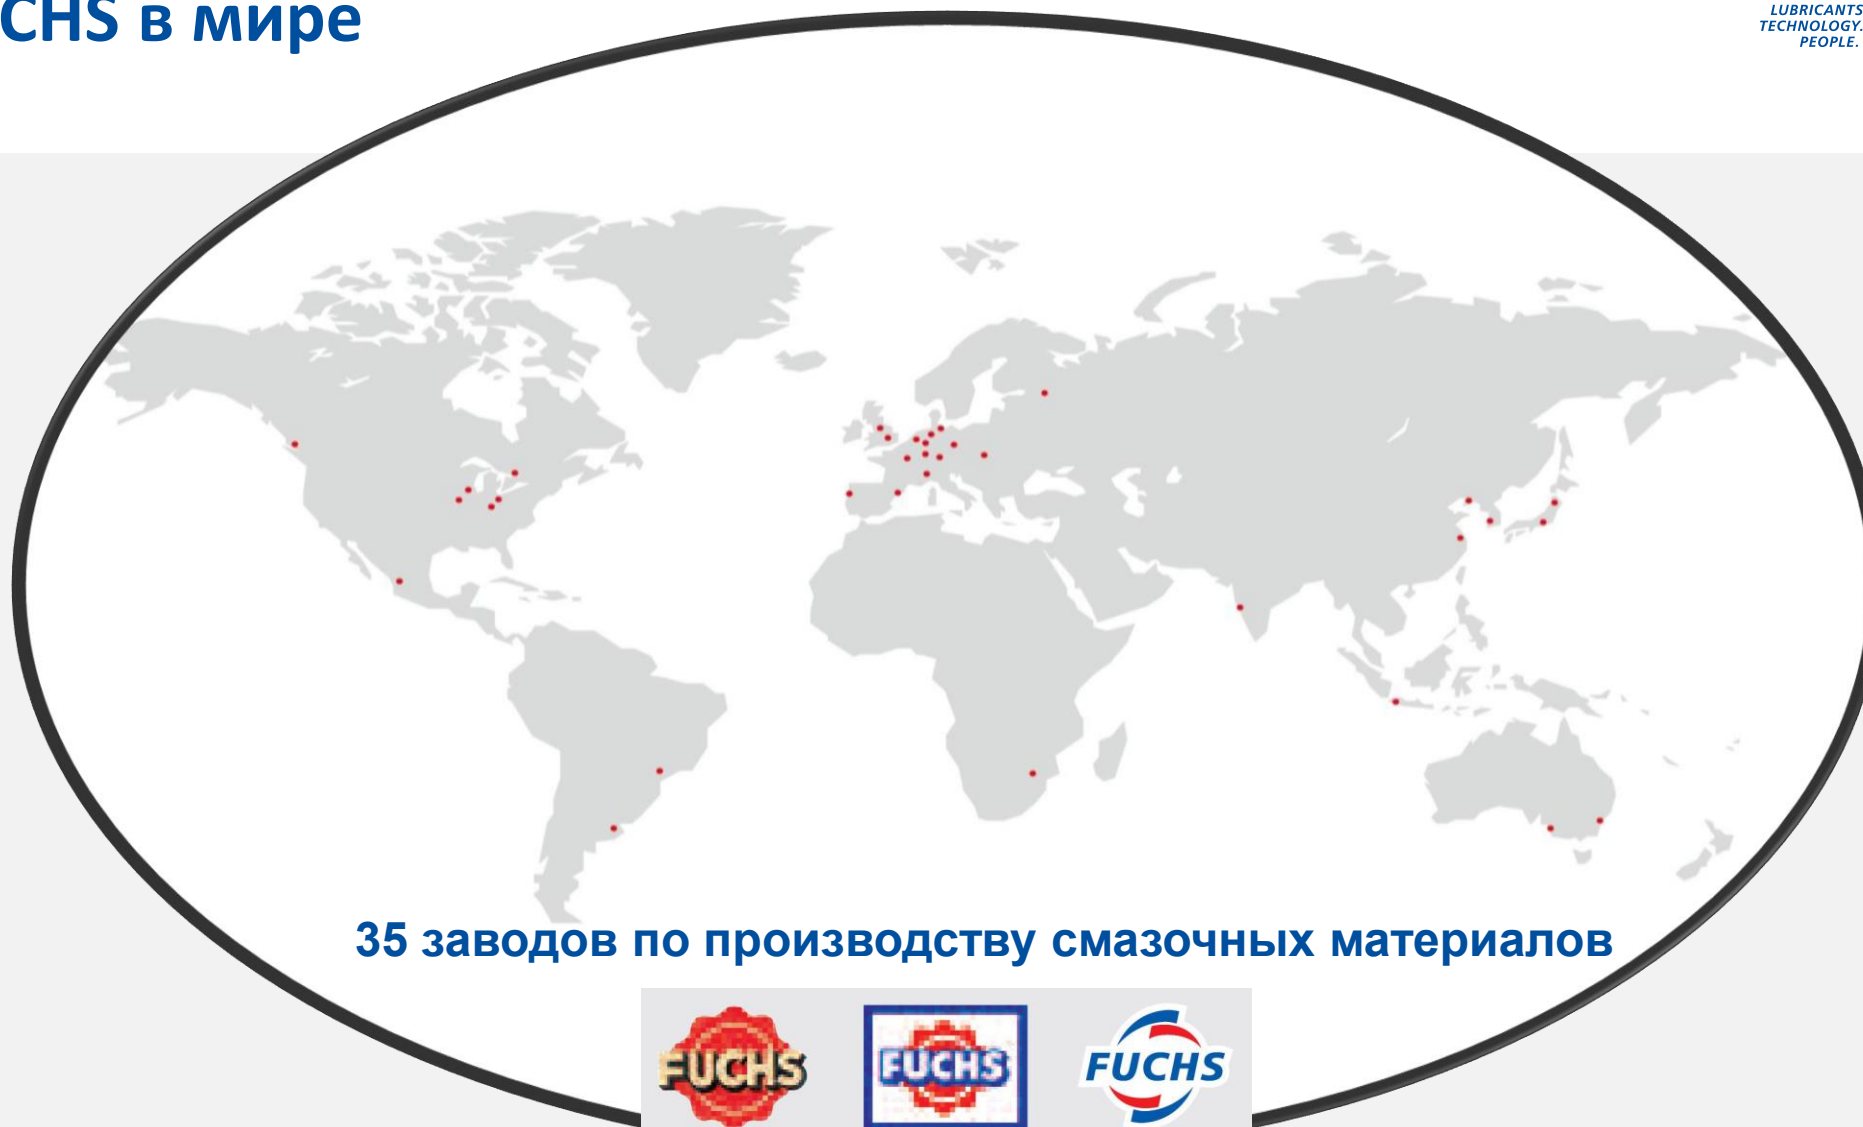 CHS в мире
LUBRICANTS
TECHNOLOGY.
PEOPLE.
35 заводов по производству смазочных материалов
FUCHS FUCHS FUCHS